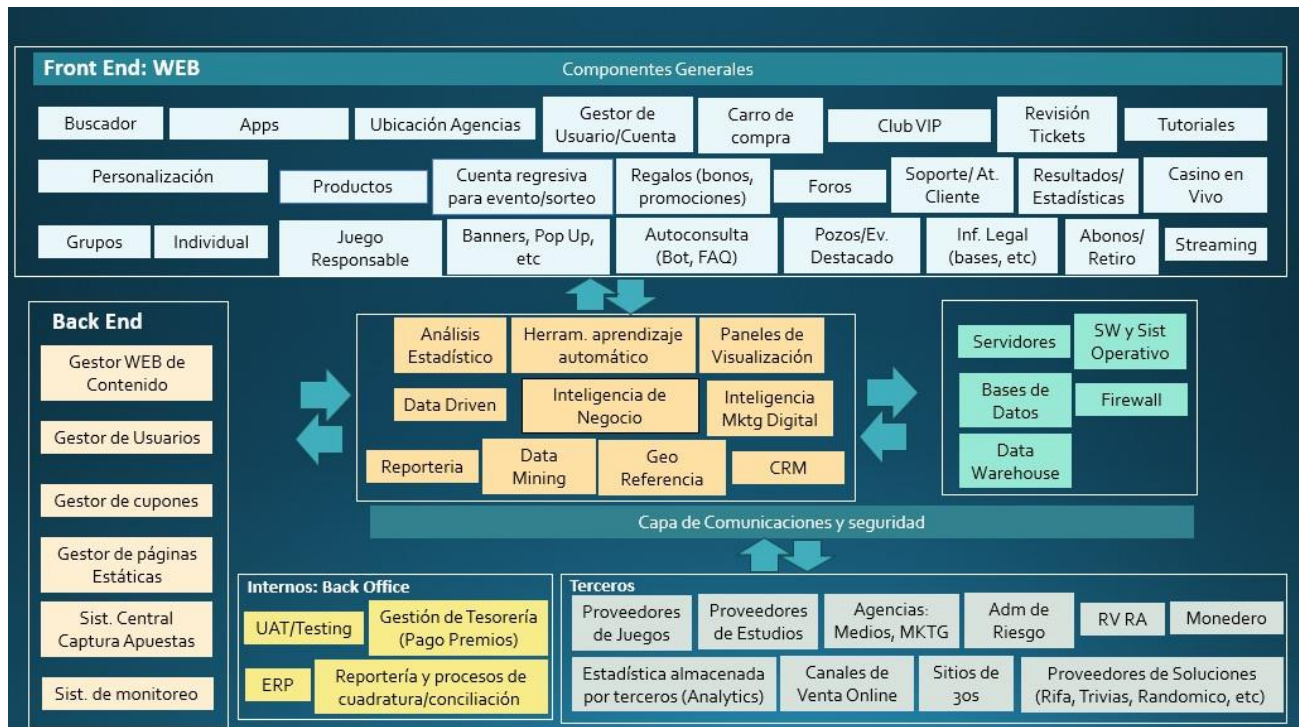 Front End: WEB
Componentes Generales
Buscador
Apps
Ubicación Agencias
Gestor de
Usuario/Cuenta
Carro de
compra
Club VIP
Revisión
Tickets
Tutoriales
Personalización
Productos
Cuenta regresiva
para evento/sorteo
Regalos (bonos,
promociones)
Foros
Soporte/ At.
Cliente
Resultados/
Estadísticas
Casino en
Vivo
Grupos
Individual
Juego
Responsable
Banners, Pop Up,
etc
Autoconsulta
(Bot, FAQ)
Pozos/Ev.
Destacado
Inf. Legal
(bases, etc)
Abonos/
Retiro
Streaming
Back End
Gestor WEB de
Contenido
Gestor de Usuarios
Gestor de cupones
Gestor de páginas
Estáticas
Sist. Central
Captura Apuestas
Sist. de monitoreo
Análisis
Estadístico
Herram. aprendizaje
automático
Paneles de
Visualización
Data Driven
Inteligencia de
Negocio
Inteligencia
Mktg Digital
Reporteria
Data
Mining
Geo
Referencia
CRM
Servidores
SW y Sist
Operativo
Bases de
Datos
Firewall
Data
Warehouse
Capa de Comunicaciones y seguridad
Internos: Back Office
UAT/Testing
Gestión de Tesorería
(Pago Premios)
ERP
Reportería y procesos de
cuadratura/conciliación
Terceros
Proveedores
de Juegos
Proveedores
de Estudios
Agencias:
Medios, MKTG
Adm de
Riesgo
RV RA
Monedero
Estadística almacenada
por terceros (Analytics)
Canales de
Venta Online
Sitios de
3os
Proveedores de Soluciones
(Rifa, Trivias, Randomico, etc)